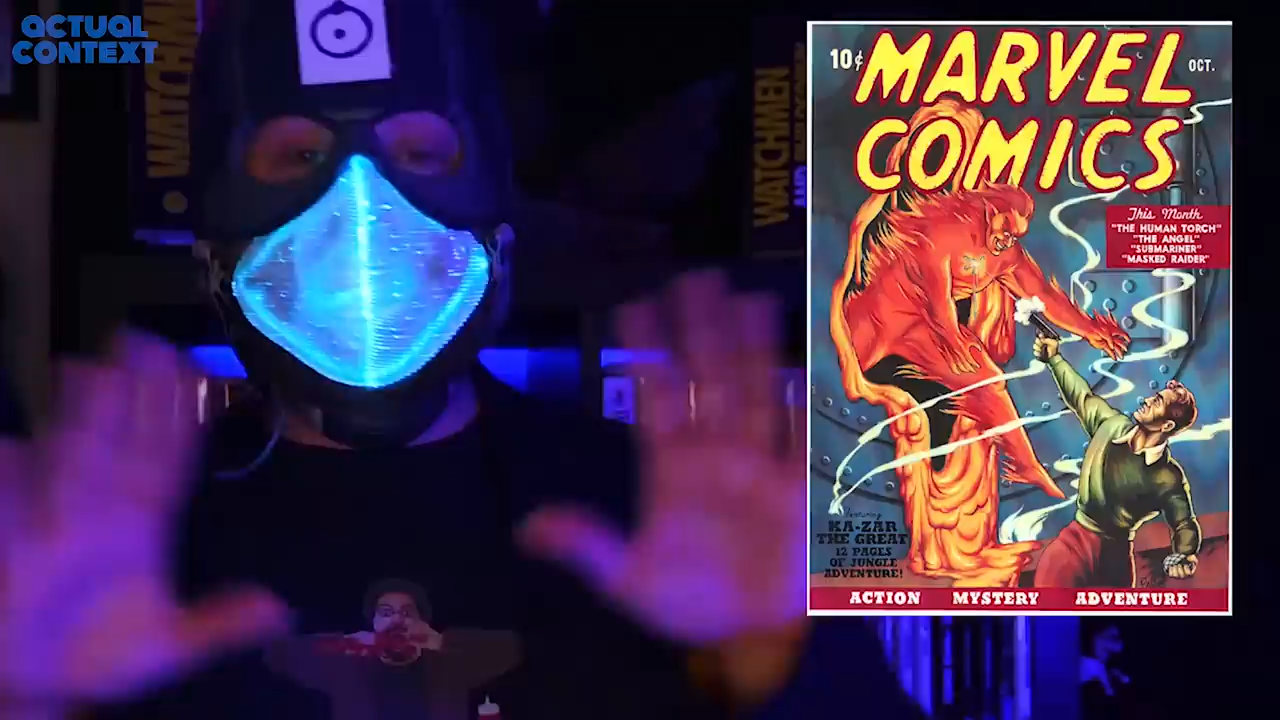 ACTUAL
CONTEXT
WATCHMEN
WATCHMEN
10¢
MARVEL
COMICS
OCT.
This Month
"THE HUMAN TORCH"
"THE ANGEL"
"SUBMARINER"
"MASKED RAIDER"
featuring
KA-ZAR
THE GREAT
12 PAGES
OF JUNGLE
ADVENTURE!
ACTION MYSTERY ADVENTURE